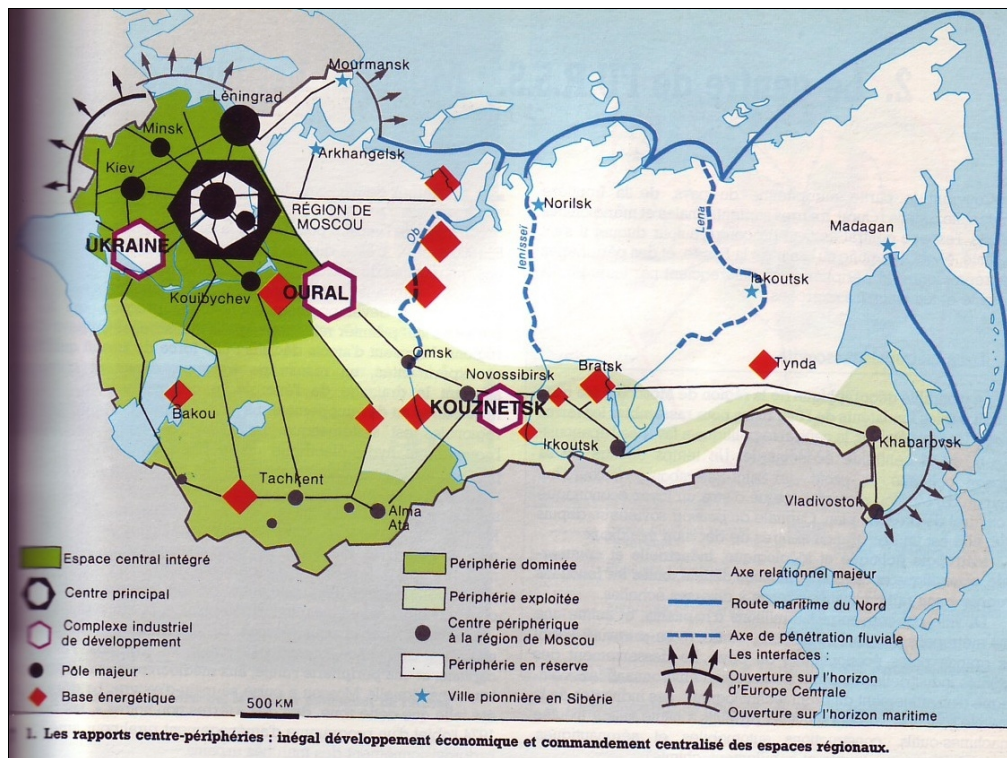 Mourmansk
Léningrad
Minsk
Arkhangelsk
Kiev
Norilsk
RÉGION DE
MOSCOU
Ob
Ienisseï
Lena
Madagan
UKRAINE
Iakoutsk
Kouibychev
OURAL
Omsk
Novossibirsk
Bratsk
Tynda
Bakou
KOUZNETSK
Irkoutsk
Khabarovsk
Tachkent
Vladivostok
Alma
Ata
Espace central intégré
Centre principal
Complexe industriel
de développement
Pôle majeur
Base énergétique
500 KM
Périphérie dominée
Périphérie exploitée
Centre périphérique
à la région de Moscou
Périphérie en réserve
Ville pionnière en Sibérie
Axe relationnel majeur
Route maritime du Nord
Axe de pénétration fluviale
Les interfaces :
Ouverture sur l'horizon
d'Europe Centrale
Ouverture sur l'horizon maritime
1. Les rapports centre-périphéries : inégal développement économique et commandement centralisé des espaces régionaux.